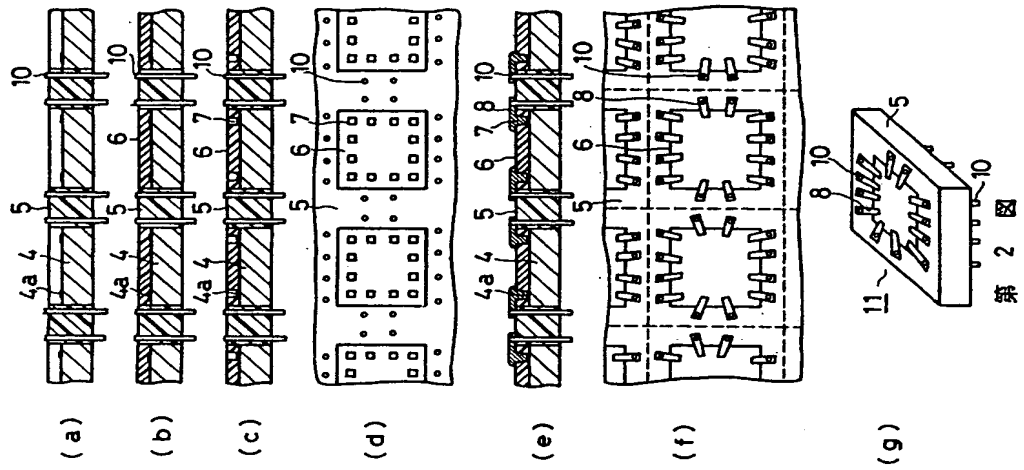 (a) 4a 4 5 10
(b) 4a 4 5 6 10
(c) 4a 4 5 6 7 10
(d) 5 6 7 10
(e) 4a 4 5 6 7 8 10
(f) 5 6 8 10
(g) 11 8 10 5 10
第 2 図